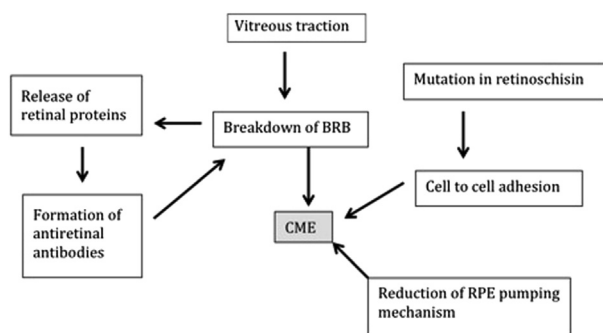 Vitreous traction
Mutation in retinoschisin
Release of
retinal proteins
Breakdown of BRB
Cell to cell adhesion
Formation of
antiretinal
antibodies
CME
Reduction of RPE pumping
mechanism